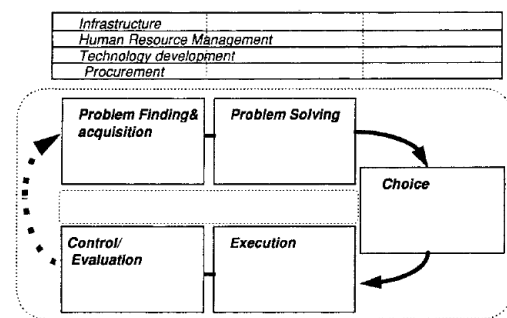 Infrastructure
Human Resource Management
Technology development
Procurement
Problem Finding&
acquisition
Problem Solving
Choice
Control/
Evaluation
Execution